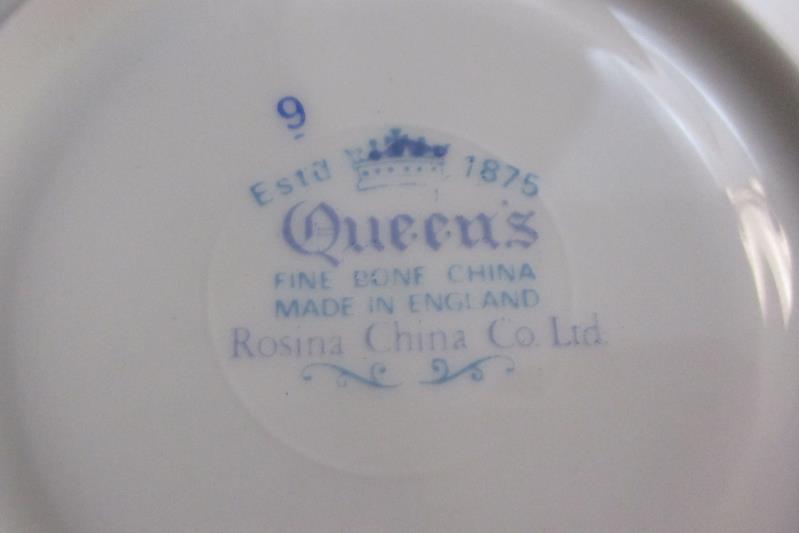 9
Estd 1875
Queen's
FINE BONE CHINA
MADE IN ENGLAND
Rosina China Co. Ltd.